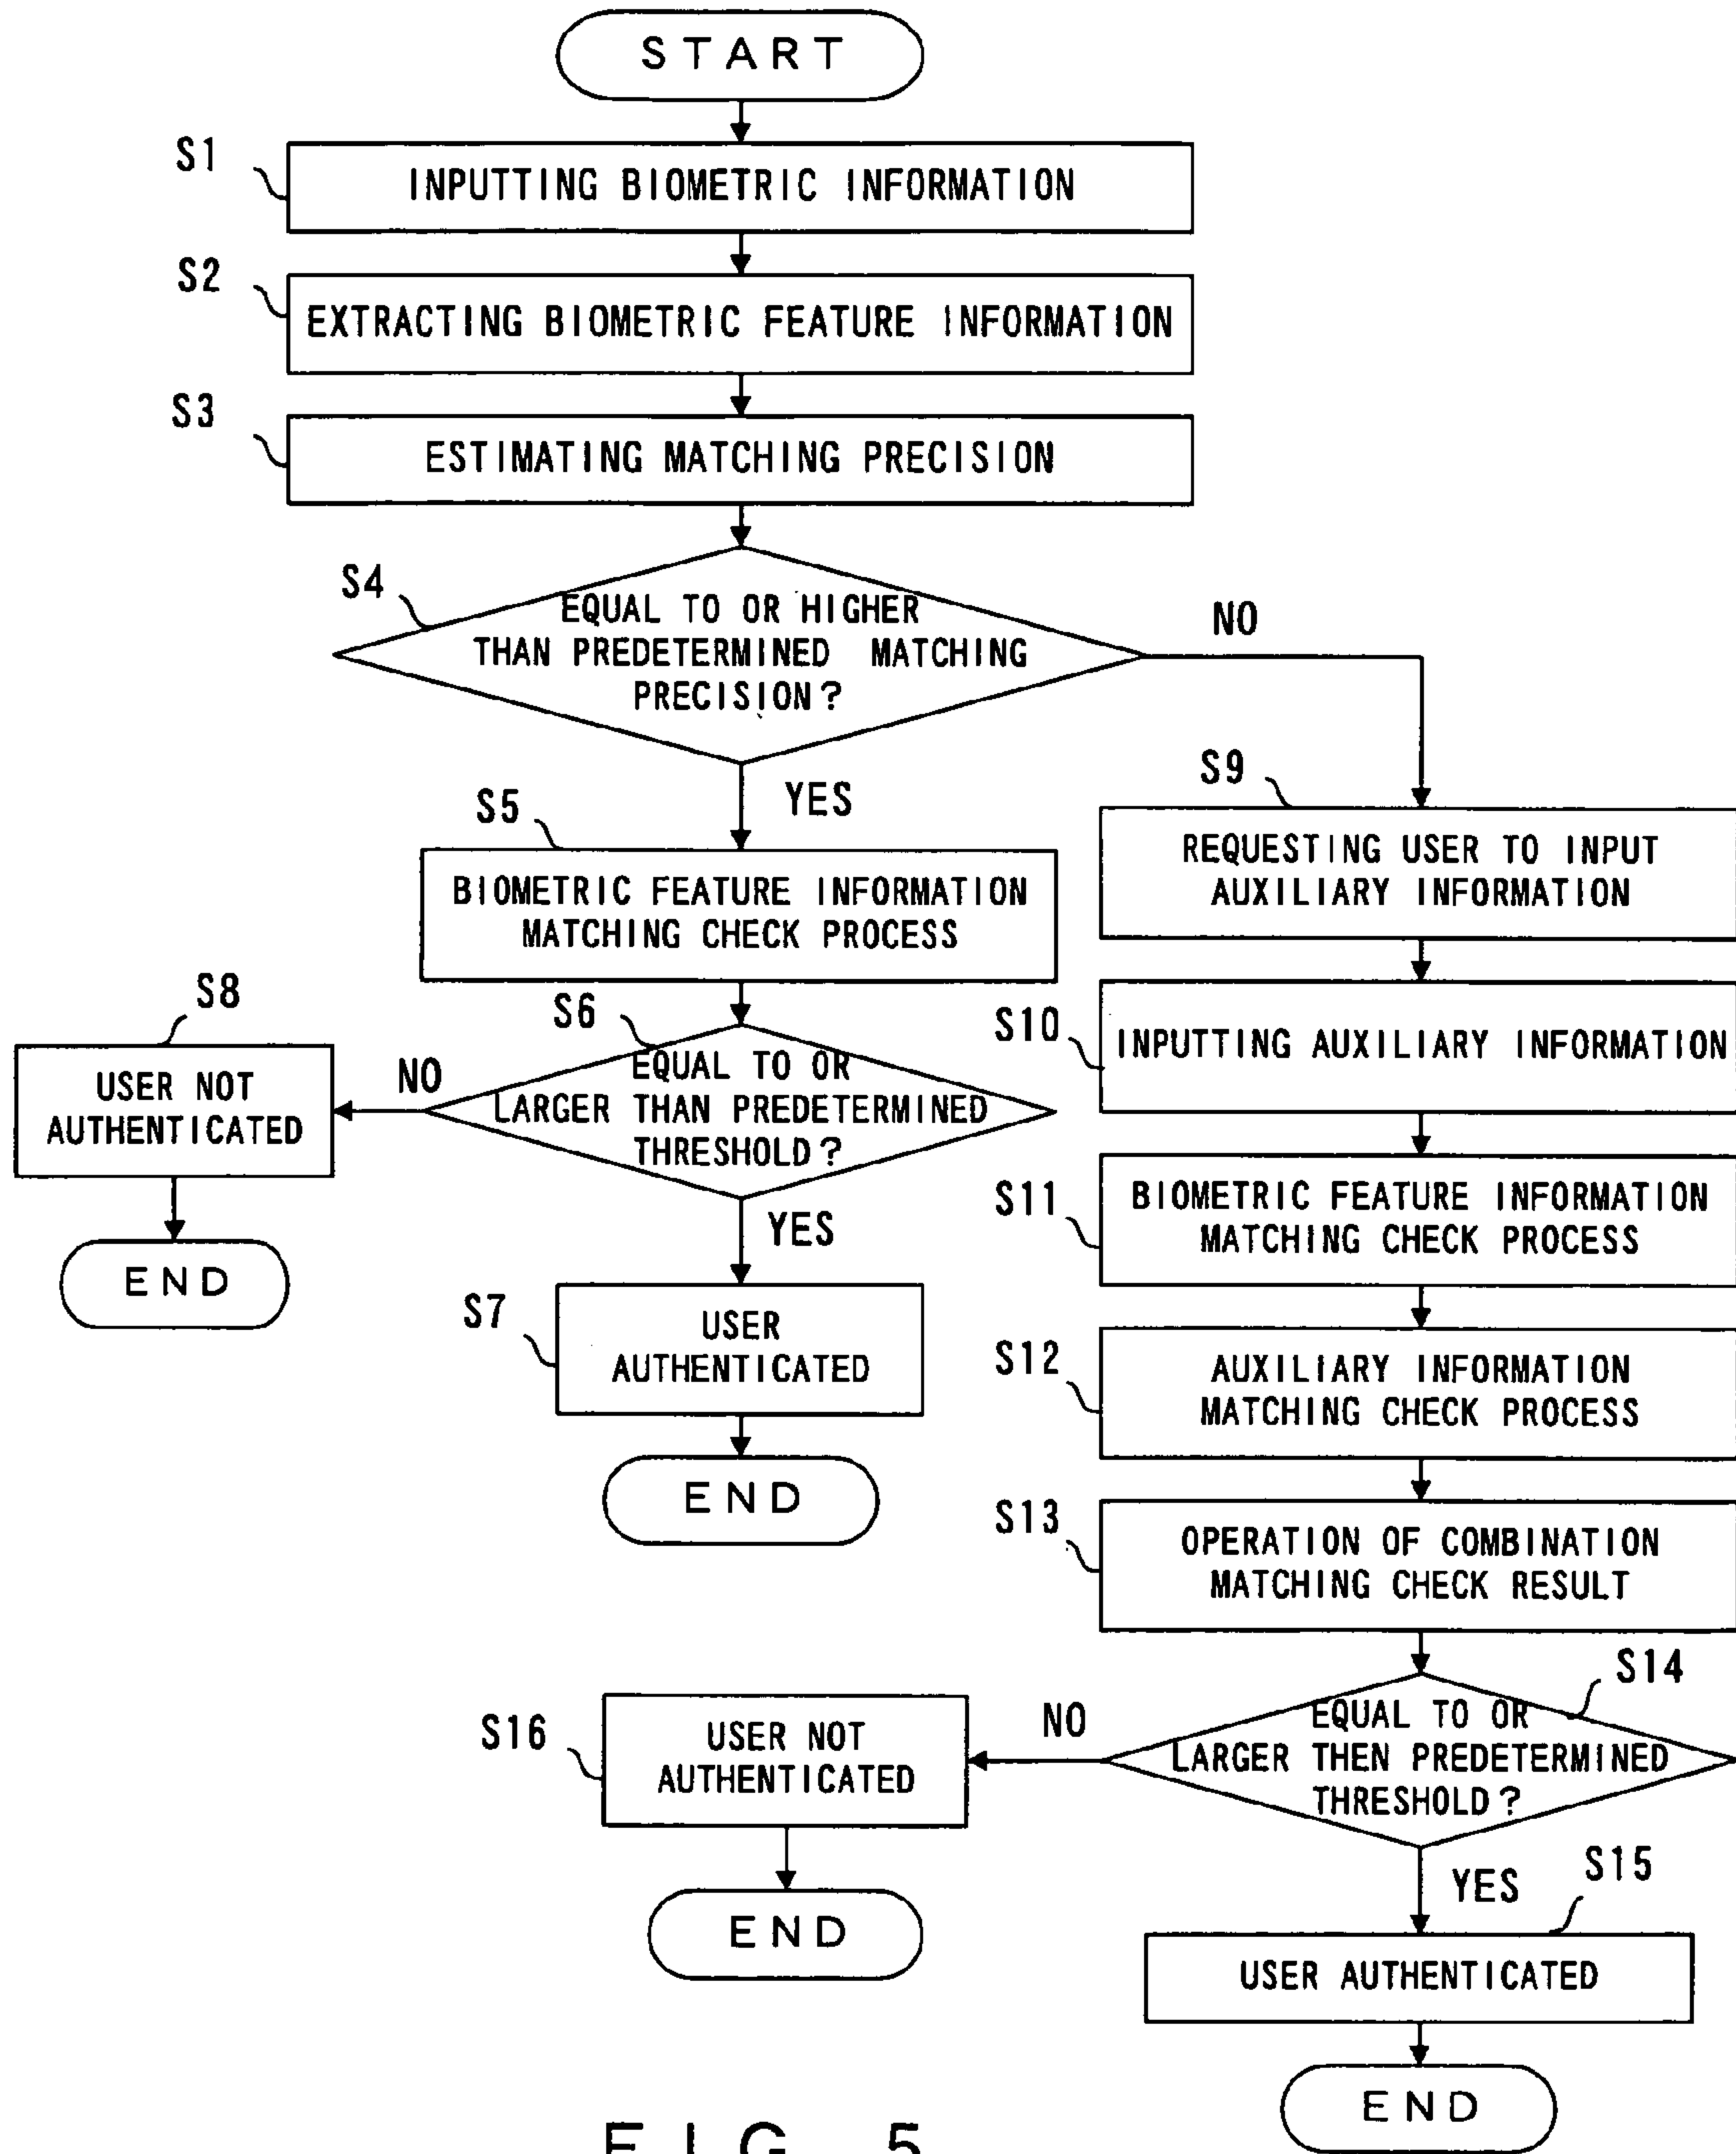 START
S1
INPUTTING BIOMETRIC INFORMATION
S2
EXTRACTING BIOMETRIC FEATURE INFORMATION
S3
ESTIMATING MATCHING PRECISION
S4
EQUAL TO OR HIGHER
THAN PREDETERMINED MATCHING
PRECISION?
NO
YES
S5
BIOMETRIC FEATURE INFORMATION
MATCHING CHECK PROCESS
S6
EQUAL TO OR
LARGER THAN PREDETERMINED
THRESHOLD?
NO
S8
USER NOT
AUTHENTICATED
END
YES
S7
USER
AUTHENTICATED
END
S9
REQUESTING USER TO INPUT
AUXILIARY INFORMATION
S10
INPUTTING AUXILIARY INFORMATION
S11
BIOMETRIC FEATURE INFORMATION
MATCHING CHECK PROCESS
S12
AUXILIARY INFORMATION
MATCHING CHECK PROCESS
S13
OPERATION OF COMBINATION
MATCHING CHECK RESULT
S14
EQUAL TO OR
LARGER THEN PREDETERMINED
THRESHOLD?
NO
S16
USER NOT
AUTHENTICATED
END
YES
S15
USER AUTHENTICATED
END
FIG. 5